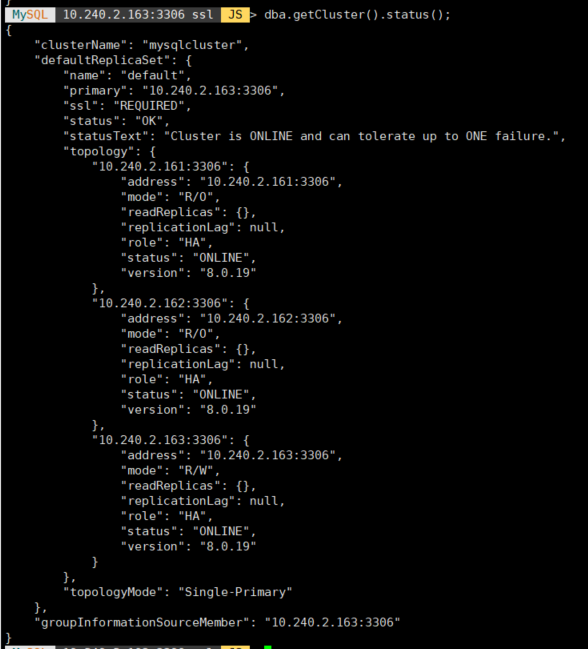 }
MySQL 10.240.2.163:3306 ssl JS > dba.getCluster().status();
{
    "clusterName": "mysqlcluster",
    "defaultReplicaSet": {
        "name": "default",
        "primary": "10.240.2.163:3306",
        "ssl": "REQUIRED",
        "status": "OK",
        "statusText": "Cluster is ONLINE and can tolerate up to ONE failure.",
        "topology": {
            "10.240.2.161:3306": {
                "address": "10.240.2.161:3306",
                "mode": "R/O",
                "readReplicas": {},
                "replicationLag": null,
                "role": "HA",
                "status": "ONLINE",
                "version": "8.0.19"
            },
            "10.240.2.162:3306": {
                "address": "10.240.2.162:3306",
                "mode": "R/O",
                "readReplicas": {},
                "replicationLag": null,
                "role": "HA",
                "status": "ONLINE",
                "version": "8.0.19"
            },
            "10.240.2.163:3306": {
                "address": "10.240.2.163:3306",
                "mode": "R/W",
                "readReplicas": {},
                "replicationLag": null,
                "role": "HA",
                "status": "ONLINE",
                "version": "8.0.19"
            }
        },
        "topologyMode": "Single-Primary"
    },
    "groupInformationSourceMember": "10.240.2.163:3306"
}